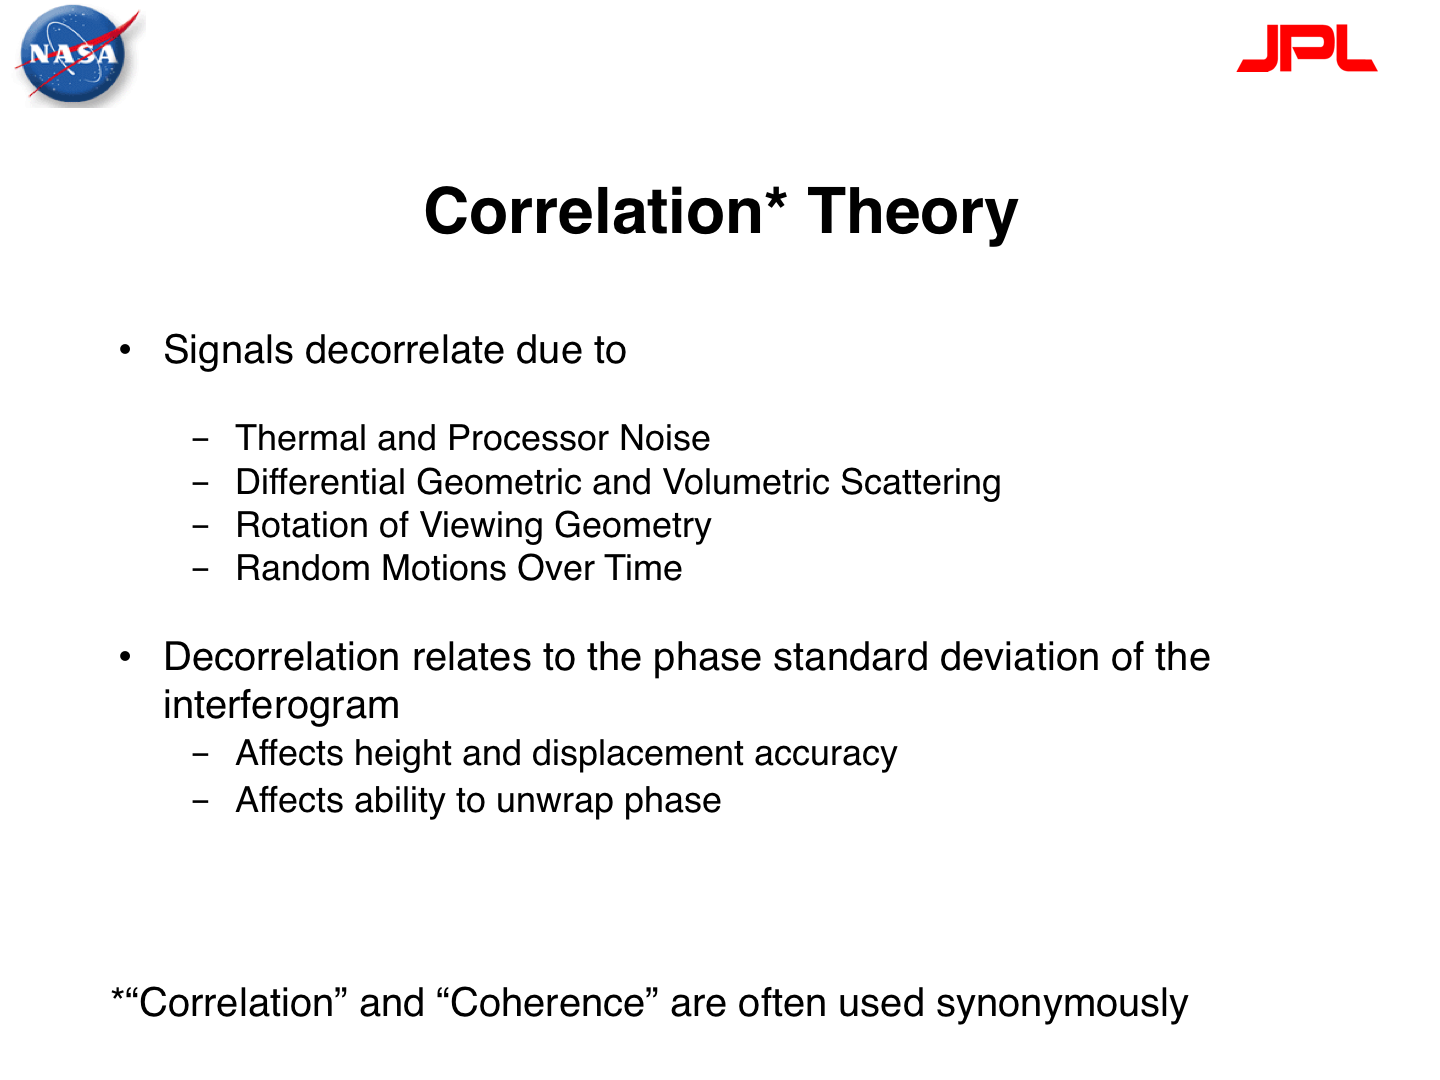 NASA
JPL
Correlation* Theory
• Signals decorrelate due to
– Thermal and Processor Noise
– Differential Geometric and Volumetric Scattering
– Rotation of Viewing Geometry
– Random Motions Over Time
• Decorrelation relates to the phase standard deviation of the
interferogram
– Affects height and displacement accuracy
– Affects ability to unwrap phase
*“Correlation” and “Coherence” are often used synonymously